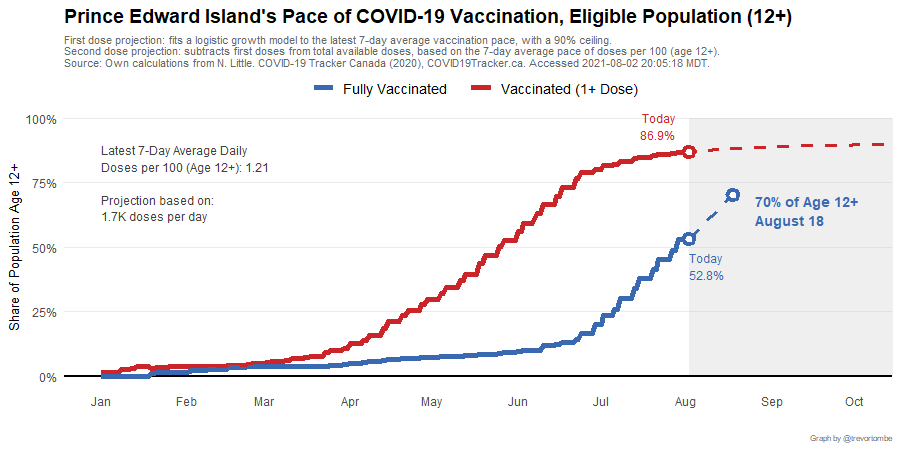 Prince Edward Island's Pace of COVID-19 Vaccination, Eligible Population (12+)
First dose projection: fits a logistic growth model to the latest 7-day average vaccination pace, with a 90% ceiling.
Second dose projection: subtracts first doses from total available doses, based on the 7-day average pace of doses per 100 (age 12+).
Source: Own calculations from N. Little. COVID-19 Tracker Canada (2020), COVID19Tracker.ca. Accessed 2021-08-02 20:05:18 MDT.
Fully Vaccinated
Vaccinated (1+ Dose)
Share of Population Age 12+
100%
75%
50%
25%
0%
Latest 7-Day Average Daily
Doses per 100 (Age 12+): 1.21
Projection based on:
1.7K doses per day
Today
86.9%
70% of Age 12+
August 18
Today
52.8%
Jan
Feb
Mar
Apr
May
Jun
Jul
Aug
Sep
Oct
Graph by @trevortombe